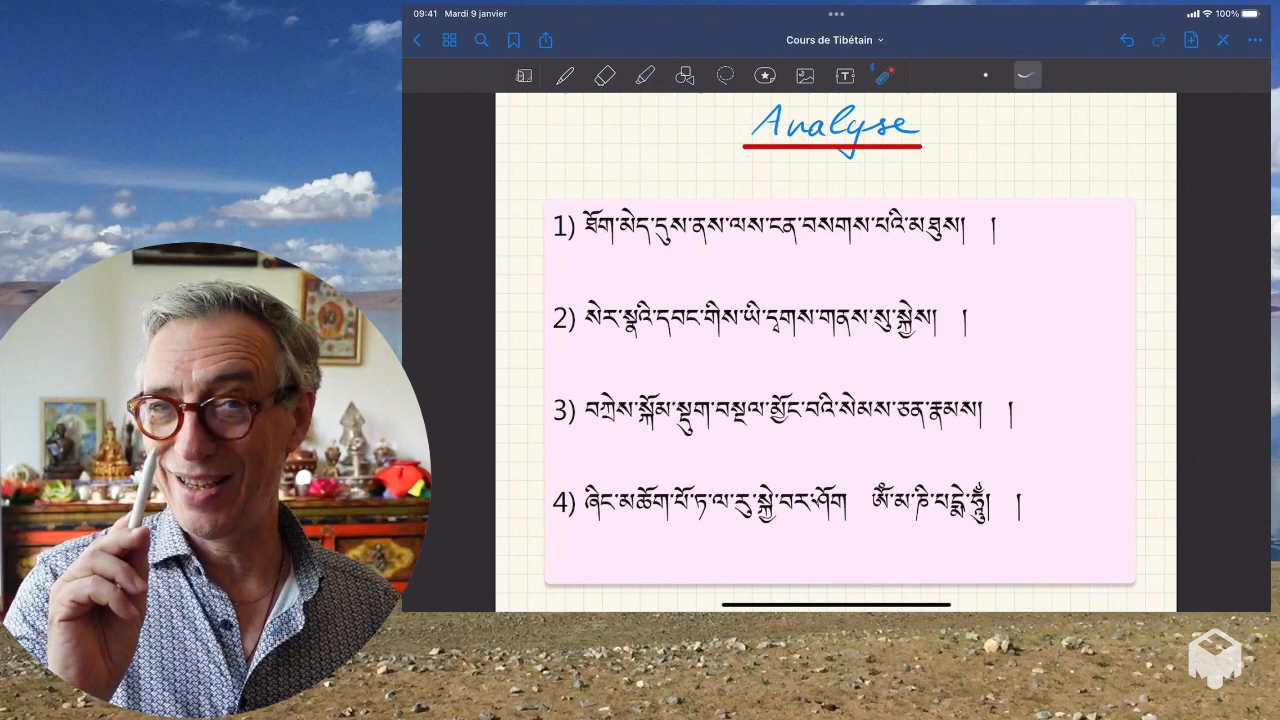 09:41 Mardi 9 janvier
100%
Cours de Tibétain
Analyse
1) ཐོག་མེད་དུས་ནས་ལས་ངན་བསགས་པའི་མཐུས། །
2) སེར་སྣའི་དབང་གིས་ཡི་དྭགས་གནས་སུ་སྐྱེས། །
3) བཀྲེས་སྐོམ་སྡུག་བསྔལ་མྱོང་བའི་སེམས་ཅན་རྣམས། །
4) ཞིང་མཆོག་པོ་ཏ་ལ་རུ་སྐྱེ་བར་ཤོག ཨོཾ་མ་ཎི་པདྨེ་ཧཱུྃ། །